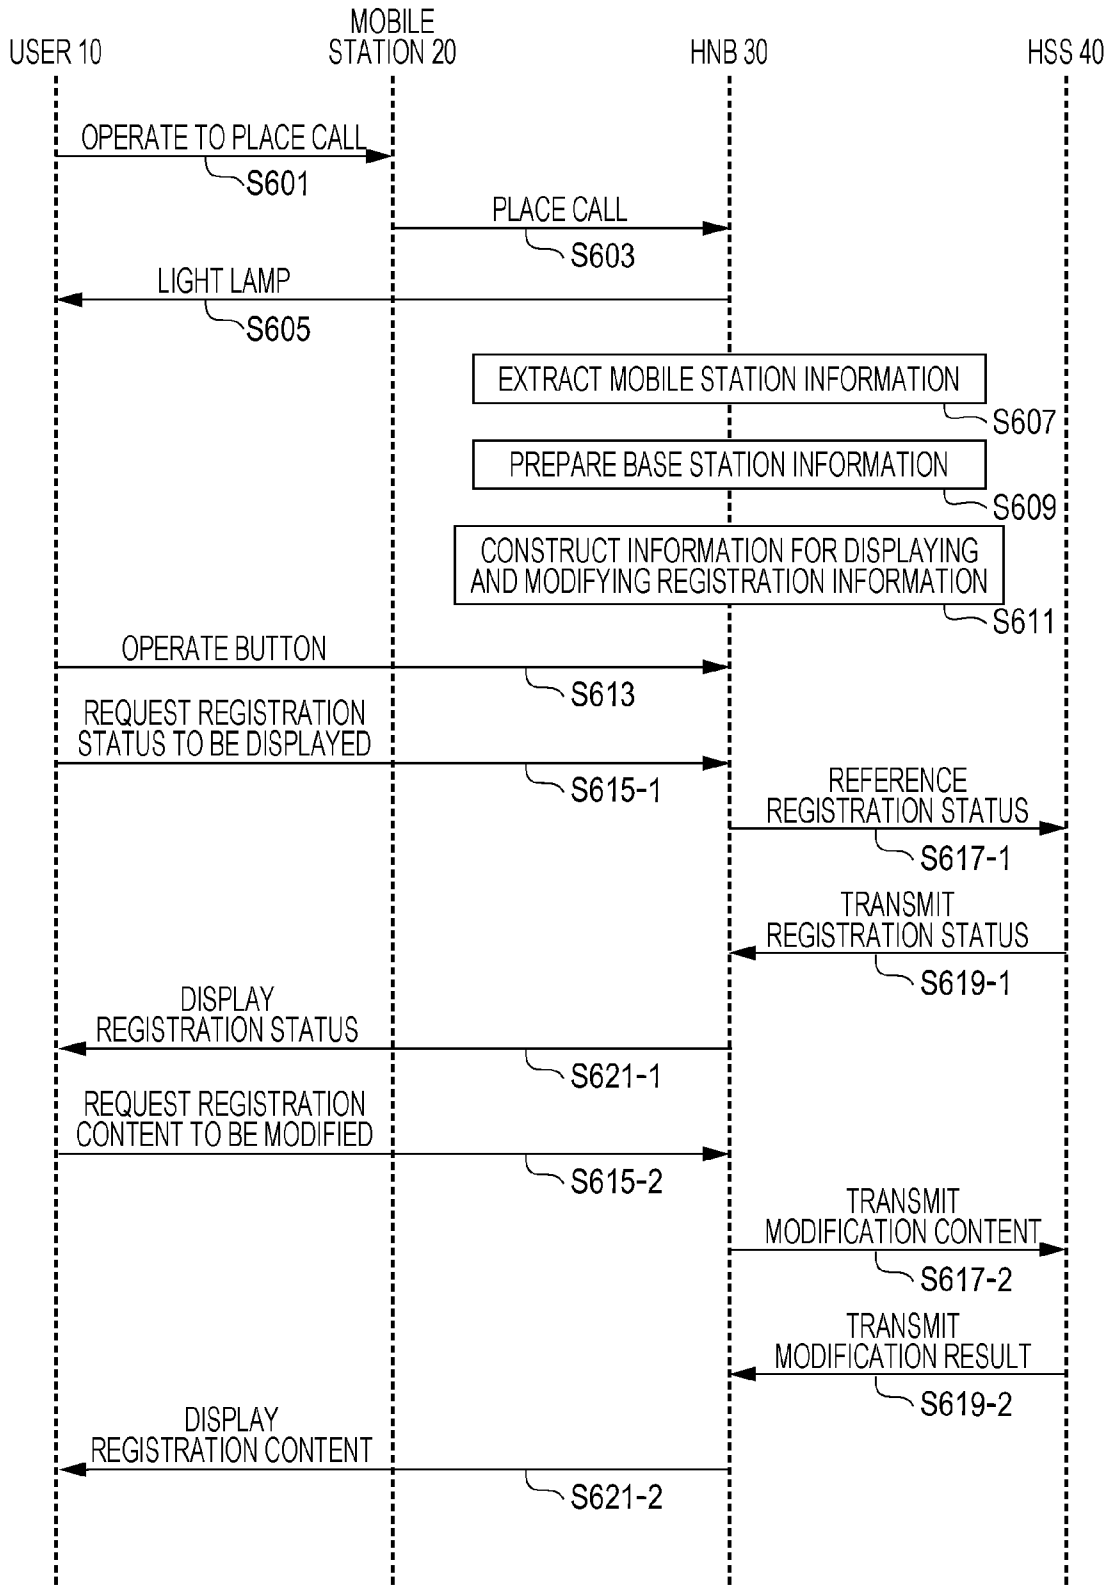 USER 10
MOBILE
STATION 20
HNB 30
HSS 40
OPERATE TO PLACE CALL
S601
PLACE CALL
S603
LIGHT LAMP
S605
EXTRACT MOBILE STATION INFORMATION
S607
PREPARE BASE STATION INFORMATION
S609
CONSTRUCT INFORMATION FOR DISPLAYING
AND MODIFYING REGISTRATION INFORMATION
S611
OPERATE BUTTON
S613
REQUEST REGISTRATION
STATUS TO BE DISPLAYED
S615-1
REFERENCE
REGISTRATION STATUS
S617-1
TRANSMIT
REGISTRATION STATUS
S619-1
DISPLAY
REGISTRATION STATUS
S621-1
REQUEST REGISTRATION
CONTENT TO BE MODIFIED
S615-2
TRANSMIT
MODIFICATION CONTENT
S617-2
TRANSMIT
MODIFICATION RESULT
S619-2
DISPLAY
REGISTRATION CONTENT
S621-2